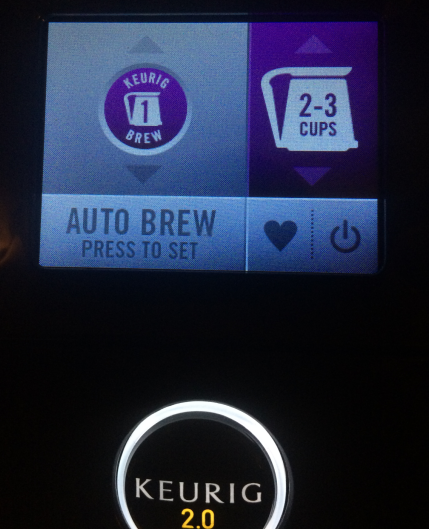 KEURIG
1
BREW
2-3
CUPS
AUTO BREW
PRESS TO SET
KEURIG
2.0